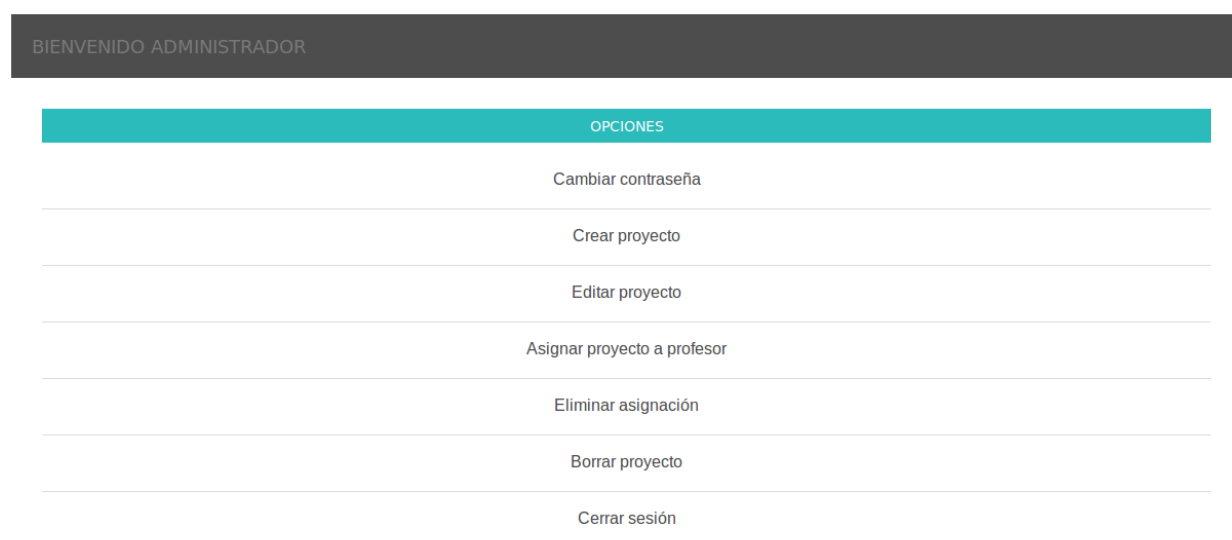 BIENVENIDO ADMINISTRADOR
OPCIONES
Cambiar contraseña
Crear proyecto
Editar proyecto
Asignar proyecto a profesor
Eliminar asignación
Borrar proyecto
Cerrar sesión